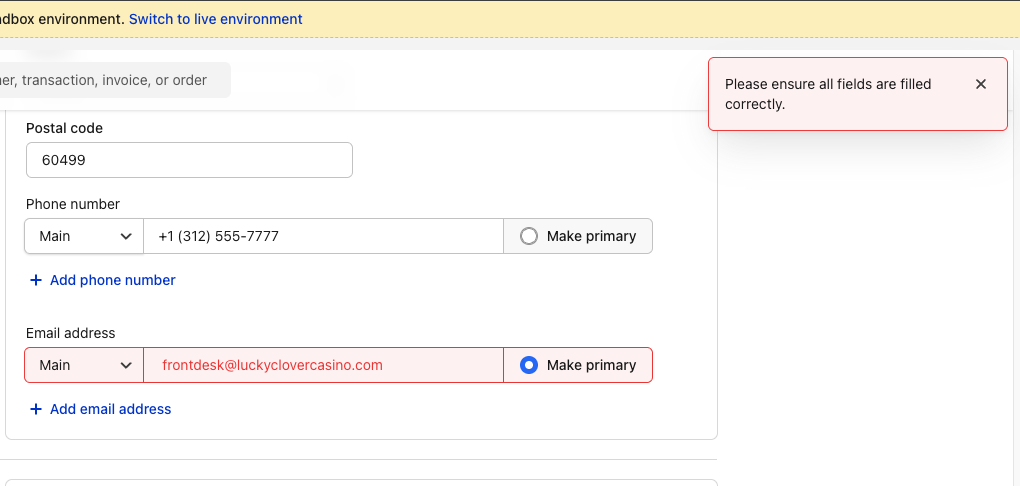 environment. Switch to live environment
transaction, invoice, or order
Please ensure all fields are filled
correctly.
Postal code
60499
Phone number
Main
+1 (312) 555-7777
Make primary
+ Add phone number
Email address
Main
frontdesk@luckyclovercasino.com
Make primary
+ Add email address